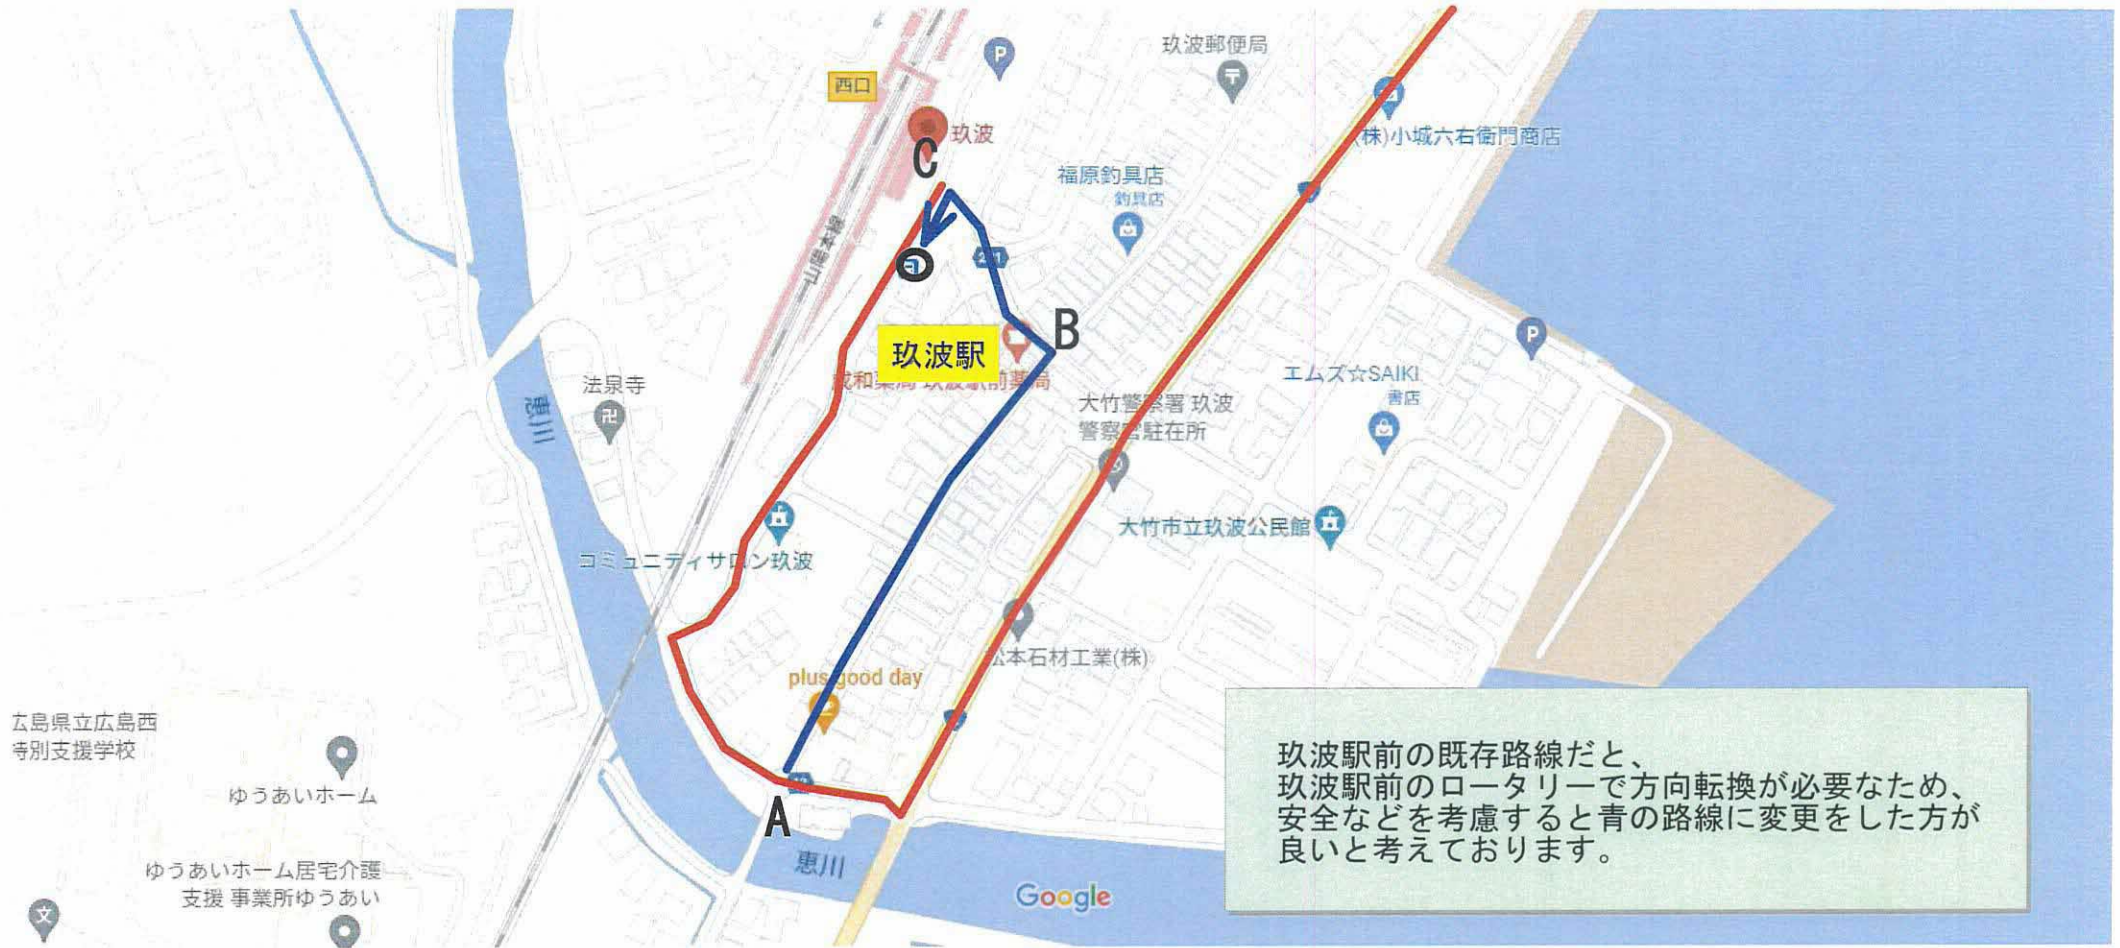 玖波郵便局
西口
玖波
C
(株)小城六右衛門商店
福原釣具店
釣具店
山陽本線
B
玖波駅
法泉寺
恵川
エムズ☆SAIKI
書店
大竹警察署 玖波
警察官駐在所
大竹市立玖波公民館
コミュニティサロン玖波
松本石材工業(株)
plus good day
広島県立広島西
特別支援学校
ゆうあいホーム
A
恵川
ゆうあいホーム居宅介護
支援 事業所ゆうあい
文
Google
玖波駅前の既存路線だと、
玖波駅前のロータリーで方向転換が必要なため、
安全などを考慮すると青の路線に変更をした方が
良いと考えております。